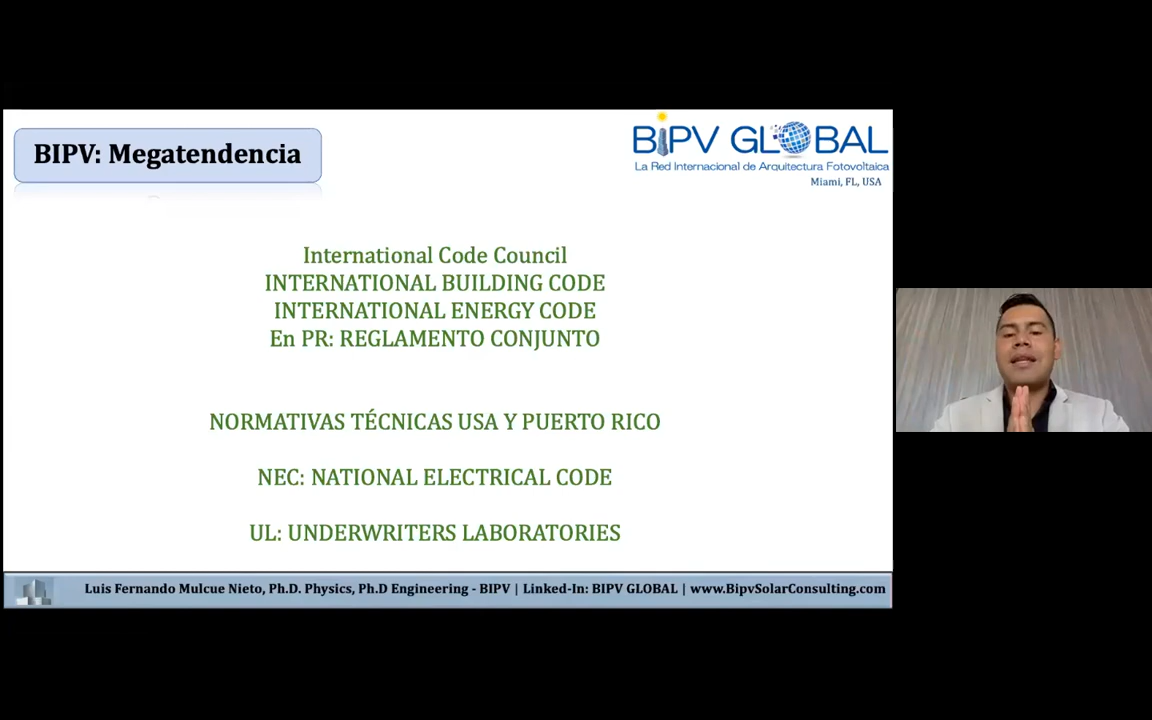 BIPV: Megatendencia
BIPV GLOBAL
La Red Internacional de Arquitectura Fotovoltaica
Miami, FL, USA
International Code Council
INTERNATIONAL BUILDING CODE
INTERNATIONAL ENERGY CODE
En PR: REGLAMENTO CONJUNTO
NORMATIVAS TÉCNICAS USA Y PUERTO RICO
NEC: NATIONAL ELECTRICAL CODE
UL: UNDERWRITERS LABORATORIES
Luis Fernando Mulcue Nieto, Ph.D. Physics, Ph.D Engineering - BIPV | Linked-In: BIPV GLOBAL | www.BipvSolarConsulting.com